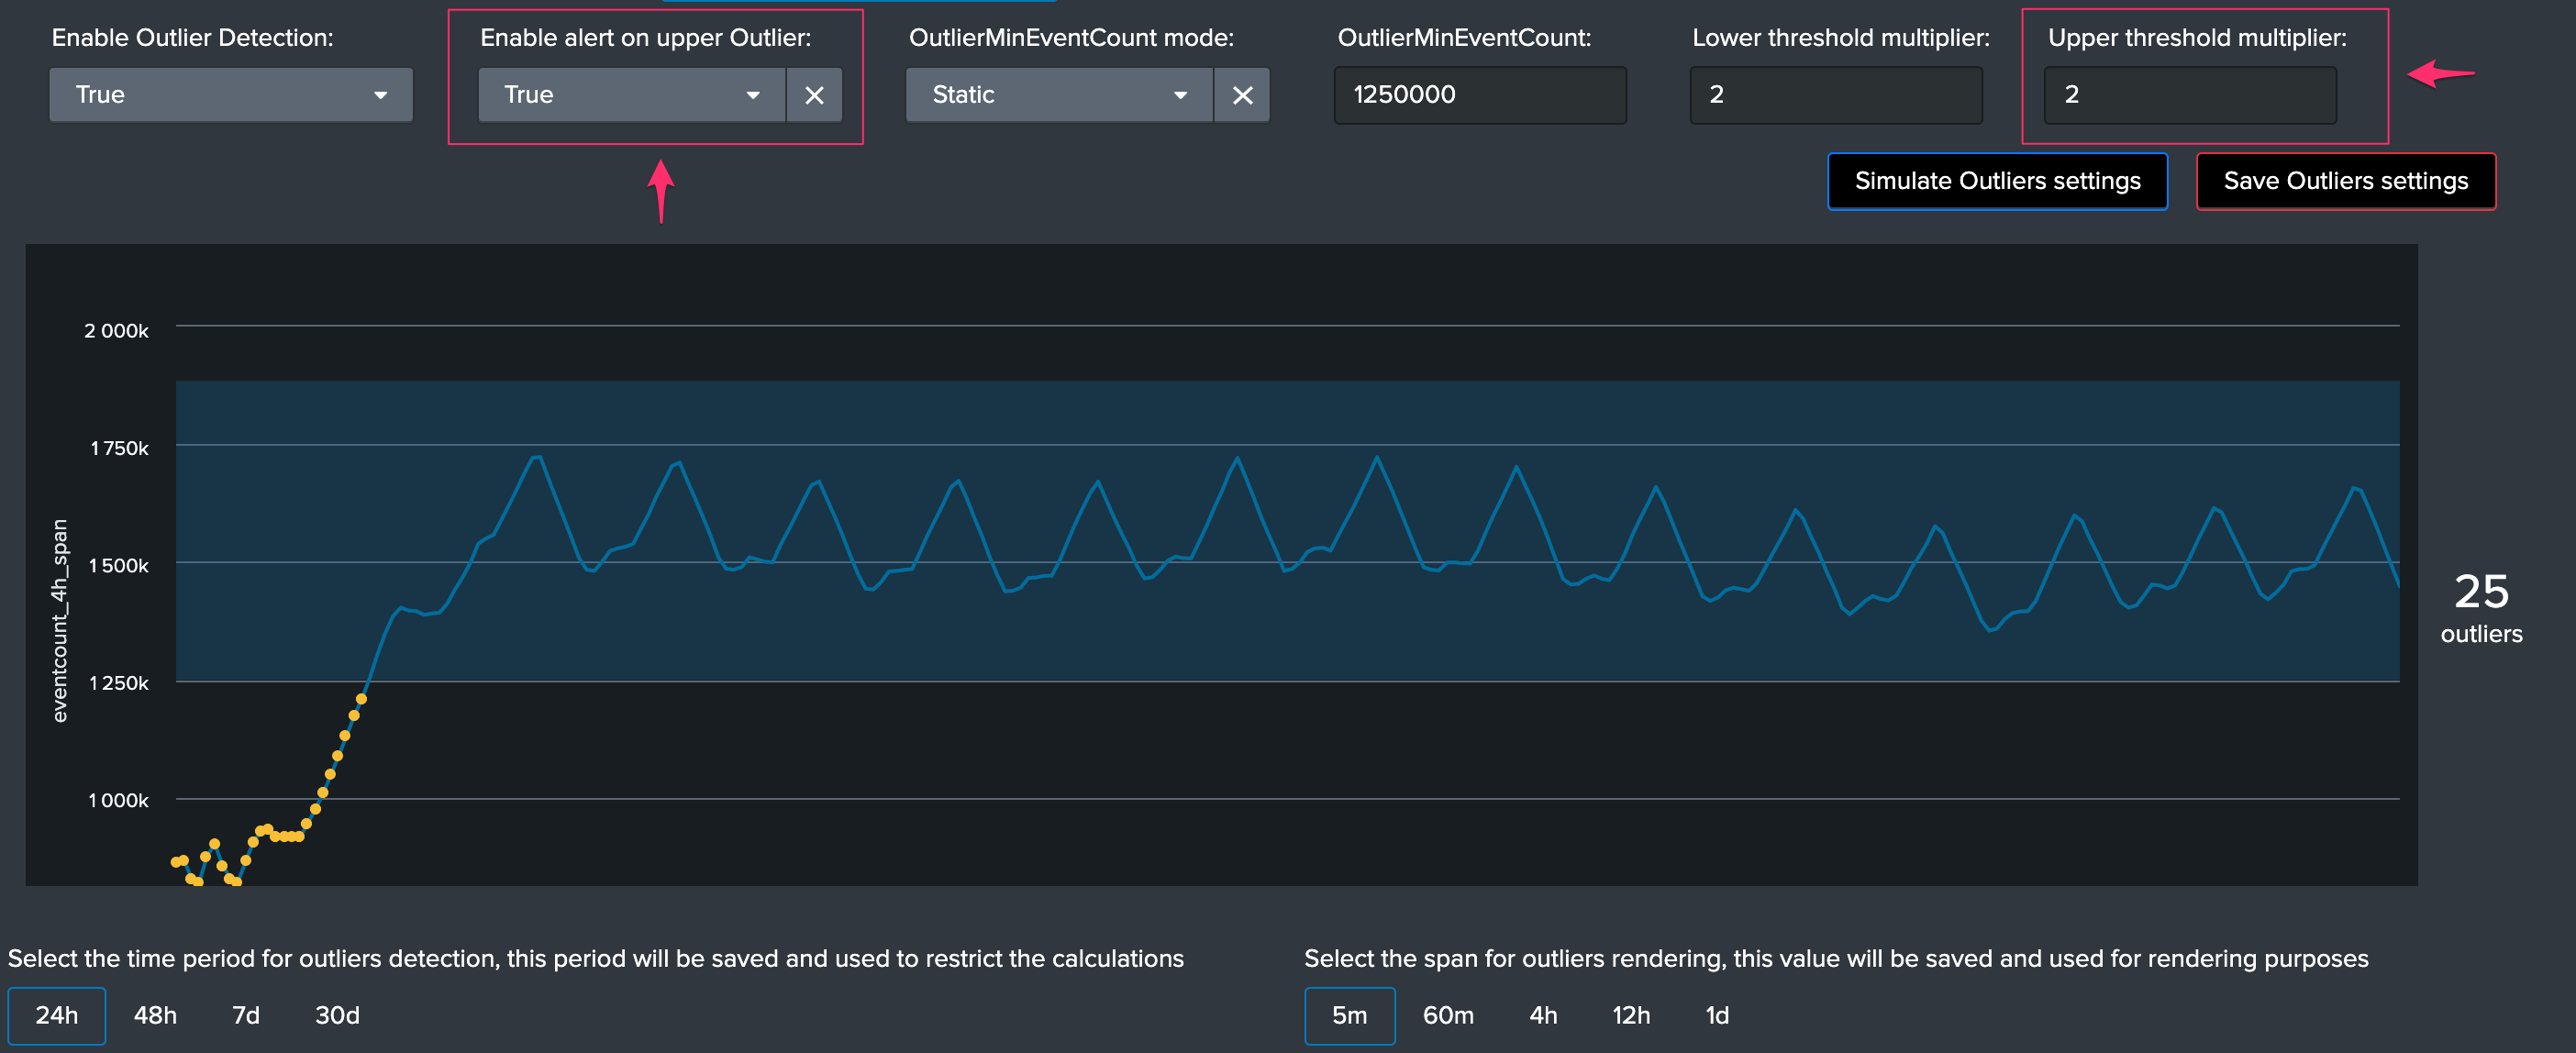 Enable Outlier Detection:
Enable alert on upper Outlier:
OutlierMinEventCount mode:
OutlierMinEventCount:
Lower threshold multiplier:
Upper threshold multiplier:
True
True
Static
1250000
2
2
Simulate Outliers settings
Save Outliers settings
2 000k
1 750k
1 500k
1 250k
1 000k
eventcount_4h_span
25
outliers
Select the time period for outliers detection, this period will be saved and used to restrict the calculations
24h 48h 7d 30d
Select the span for outliers rendering, this value will be saved and used for rendering purposes
5m 60m 4h 12h 1d